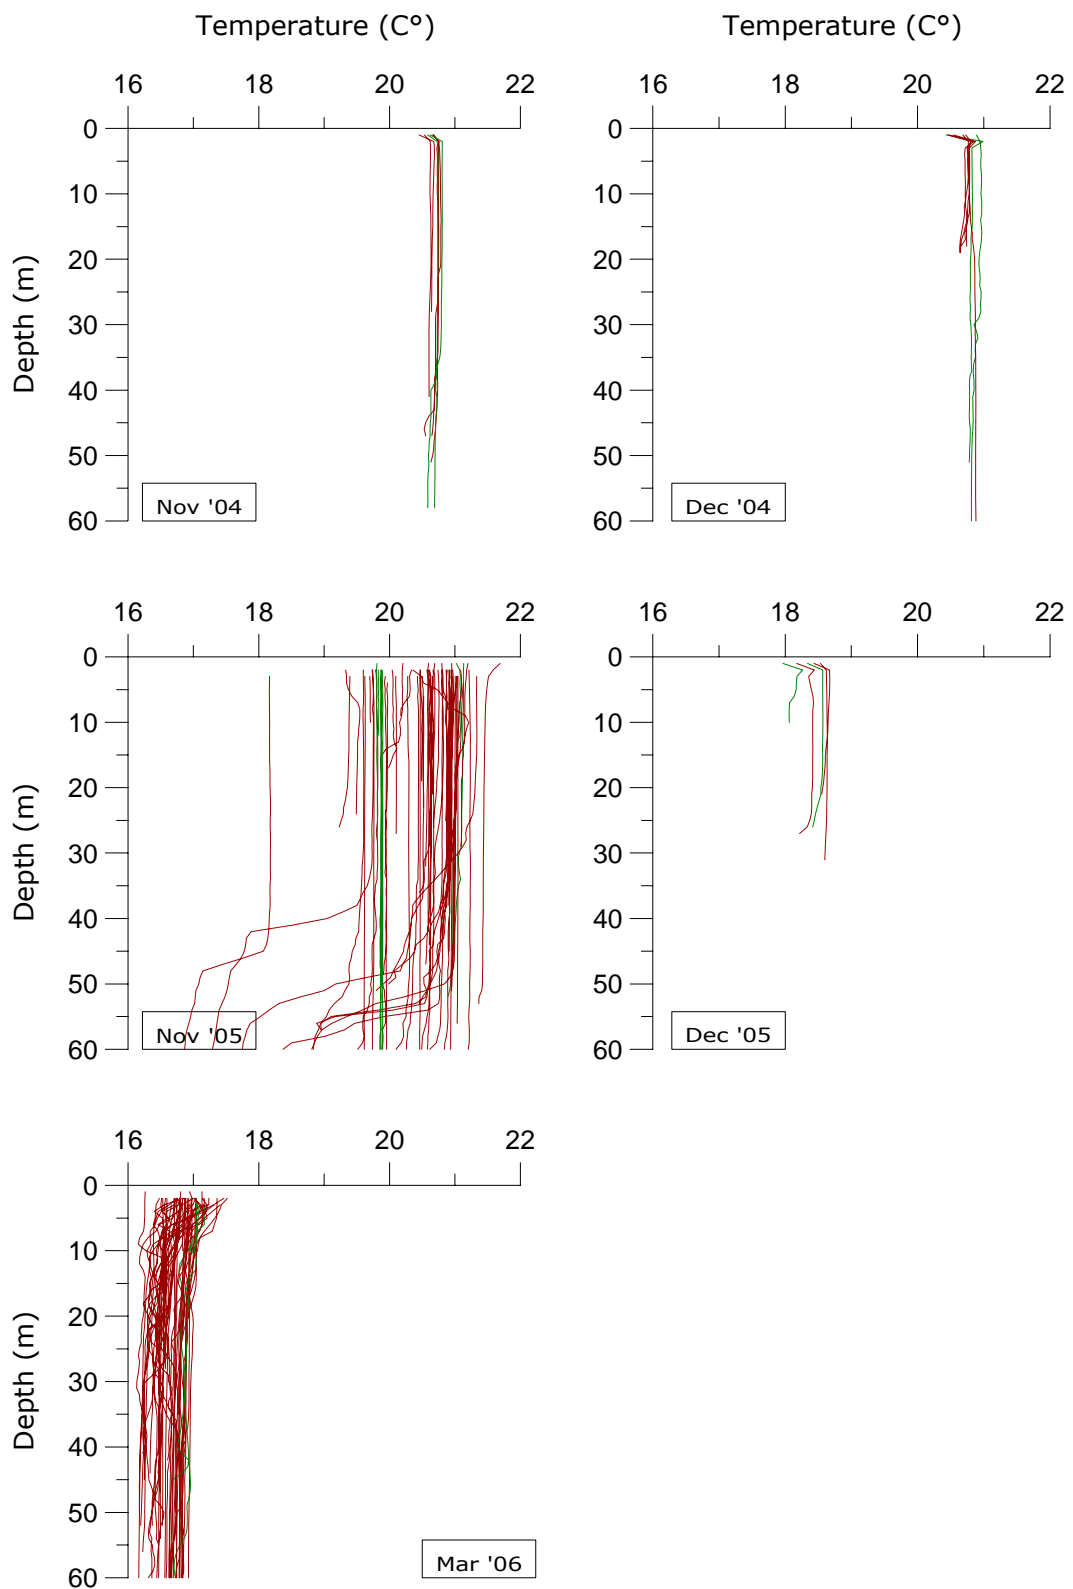 Temperature (C°) Temperature (C°)
16 18 20 22 16 18 20 22
0 0
10 10
20 20
Depth (m)
30 30
40 40
50 50
Nov '04 Dec '04
60 60
16 18 20 22 16 18 20 22
0 0
10 10
20 20
Depth (m)
30 30
40 40
50 50
Nov '05 Dec '05
60 60
16 18 20 22
0
10
20
Depth (m)
30
40
50
Mar '06
60